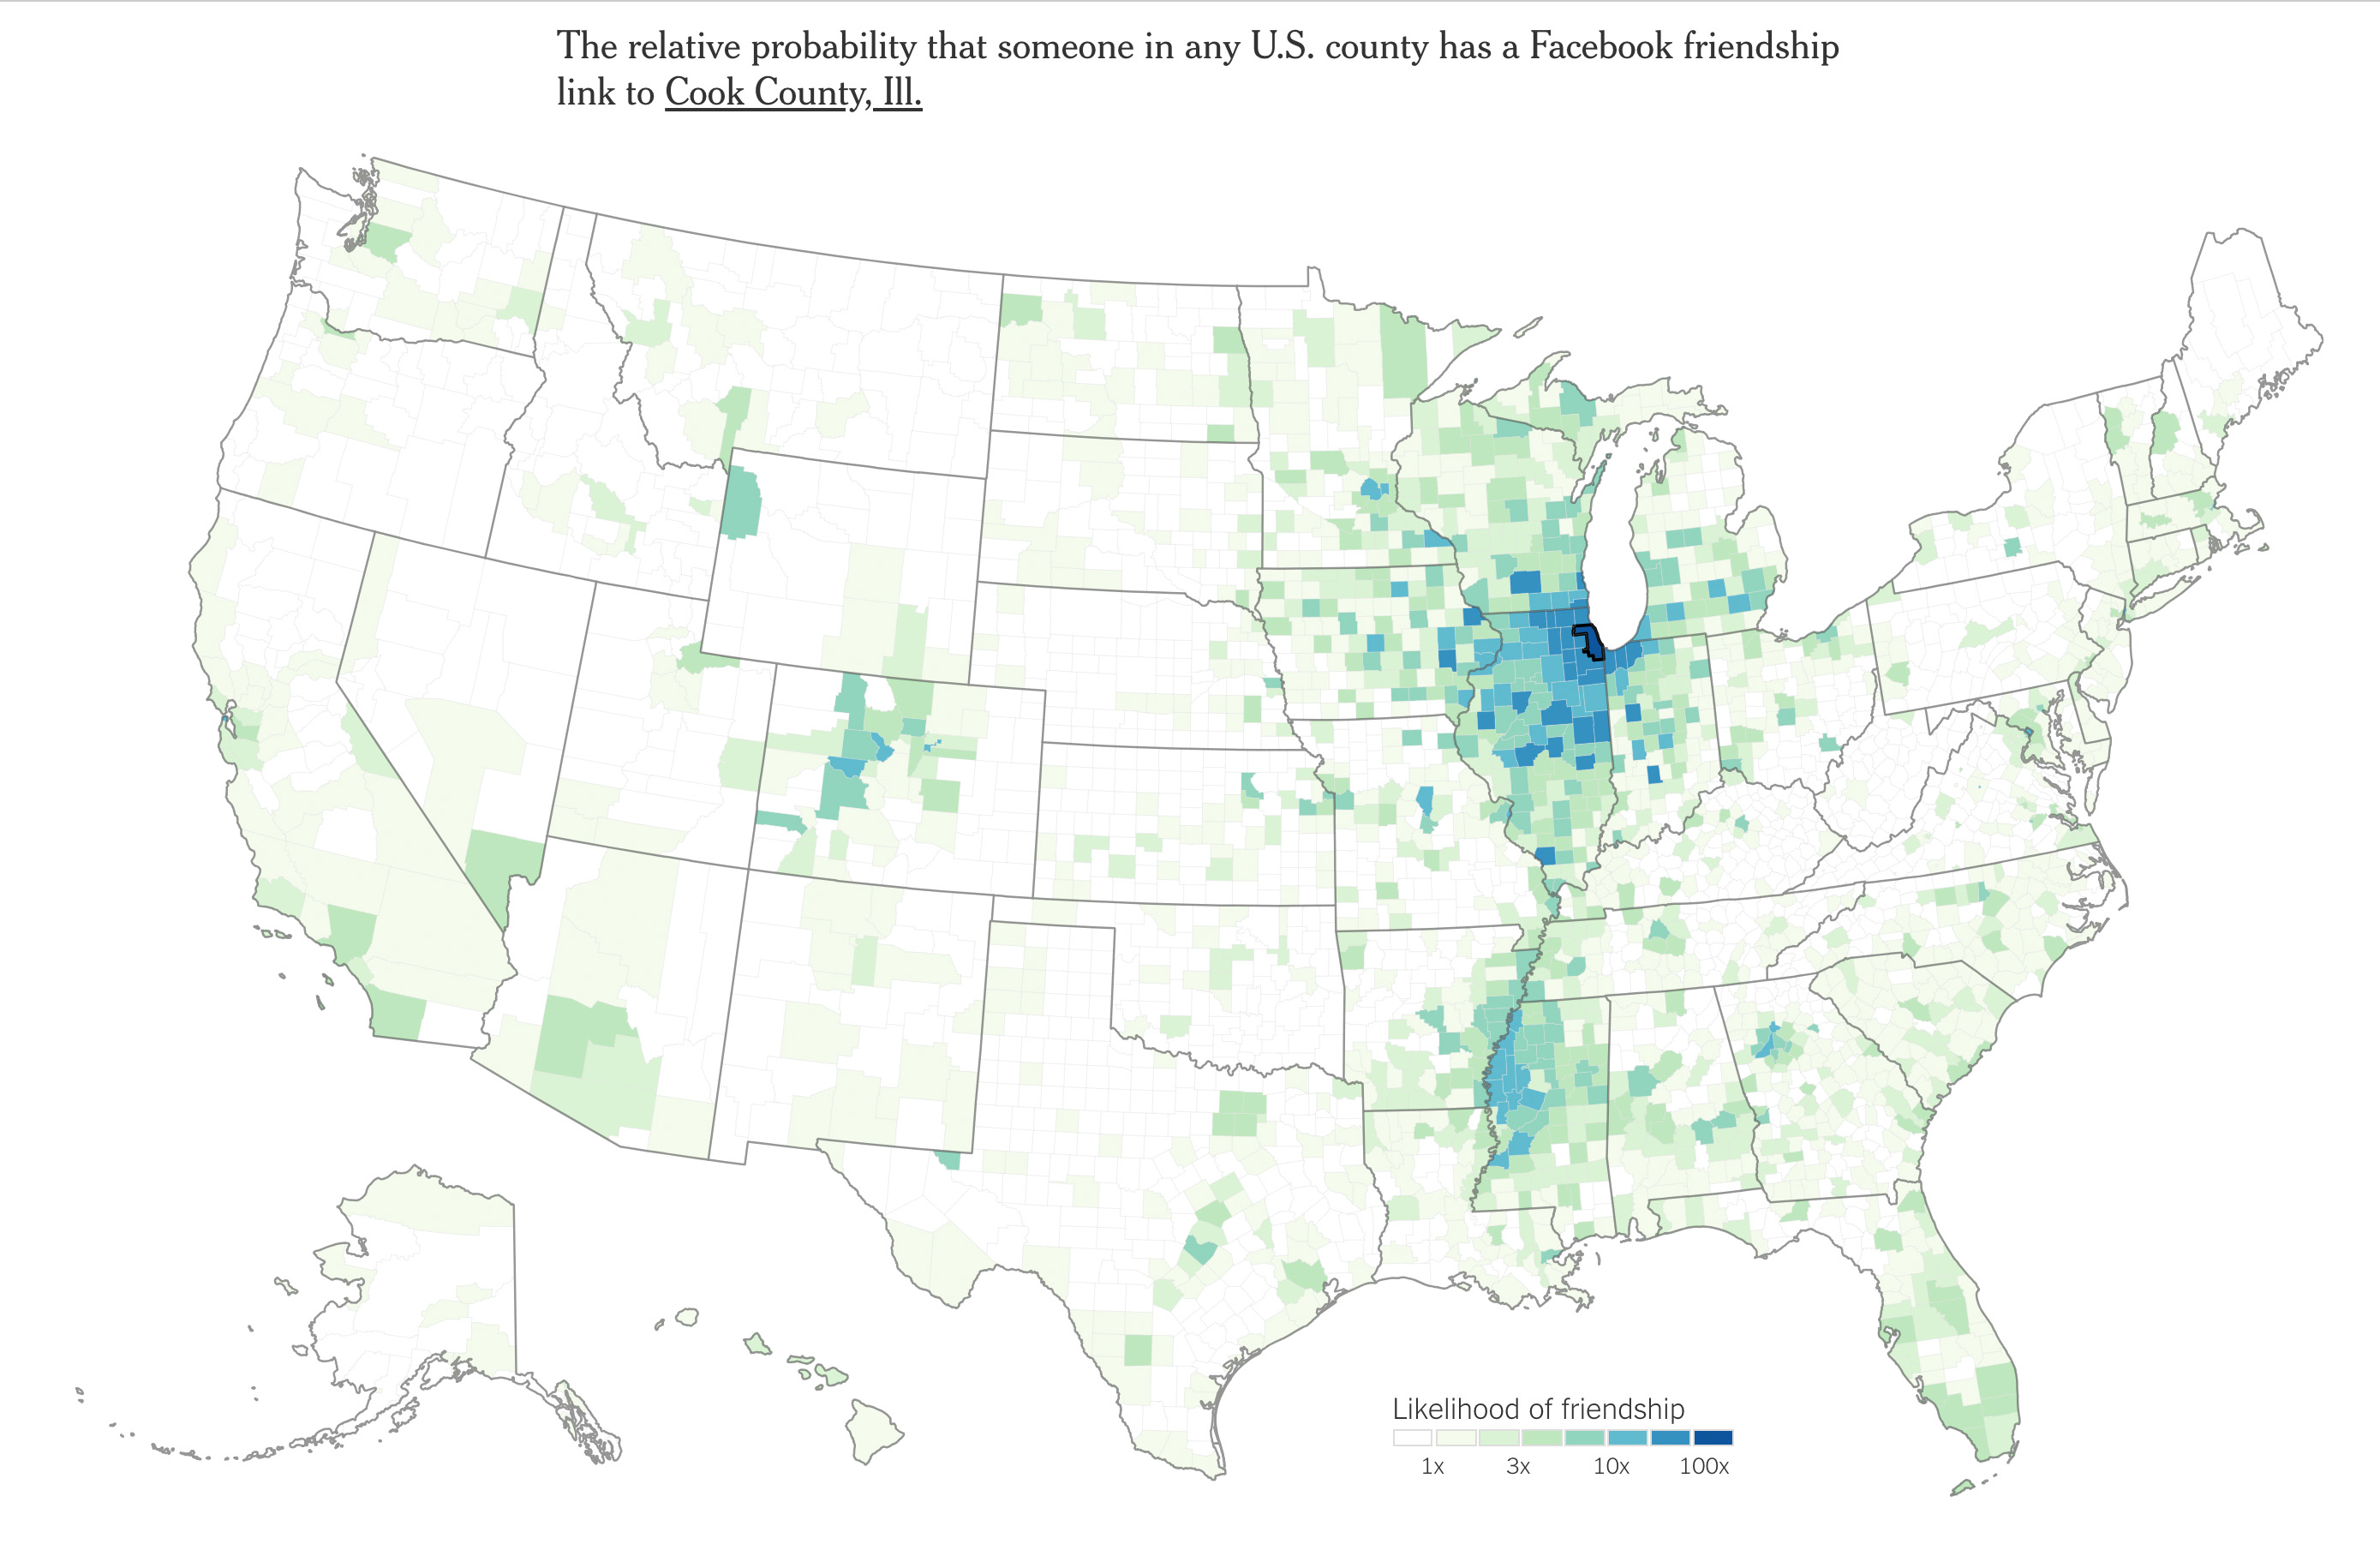 The relative probability that someone in any U.S. county has a Facebook friendship
link to Cook County, Ill.
Likelihood of friendship
1x 3x 10x 100x